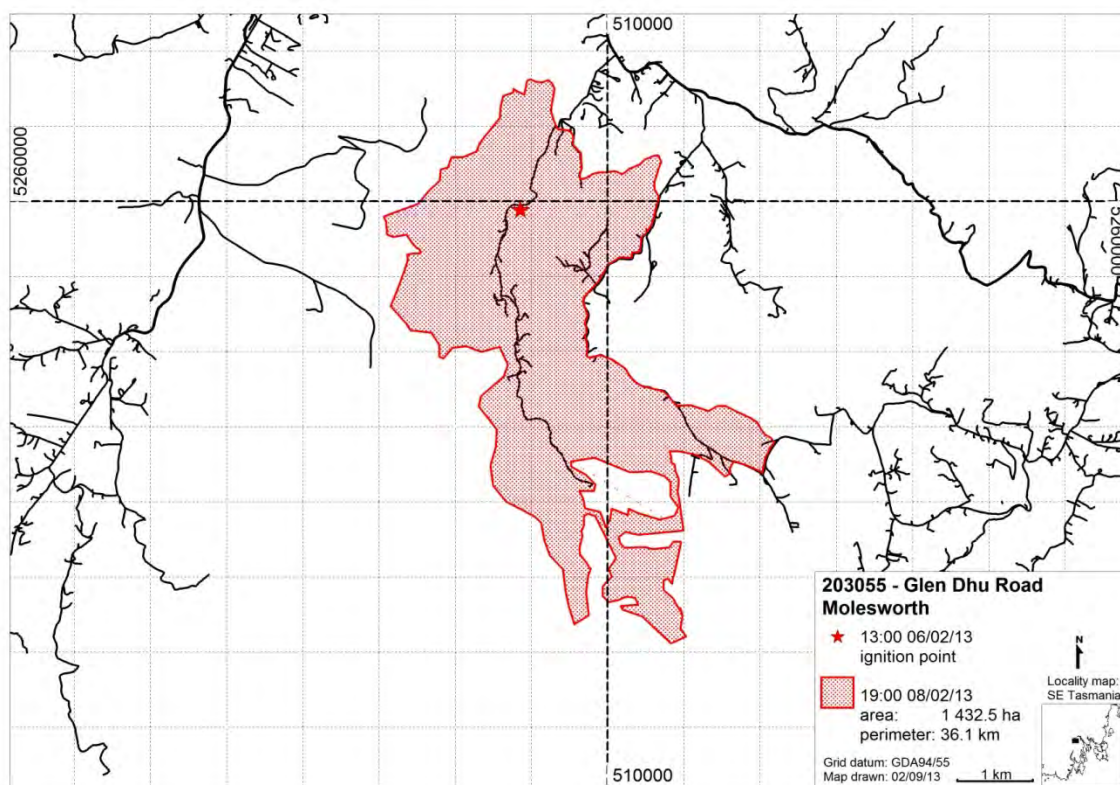 510000
5260000
5260000
203055 - Glen Dhu Road
Molesworth
13:00 06/02/13
ignition point
19:00 08/02/13
area: 1 432.5 ha
perimeter: 36.1 km
N
Locality map:
SE Tasmania
Grid datum: GDA94/55
Map drawn: 02/09/13
1 km
510000